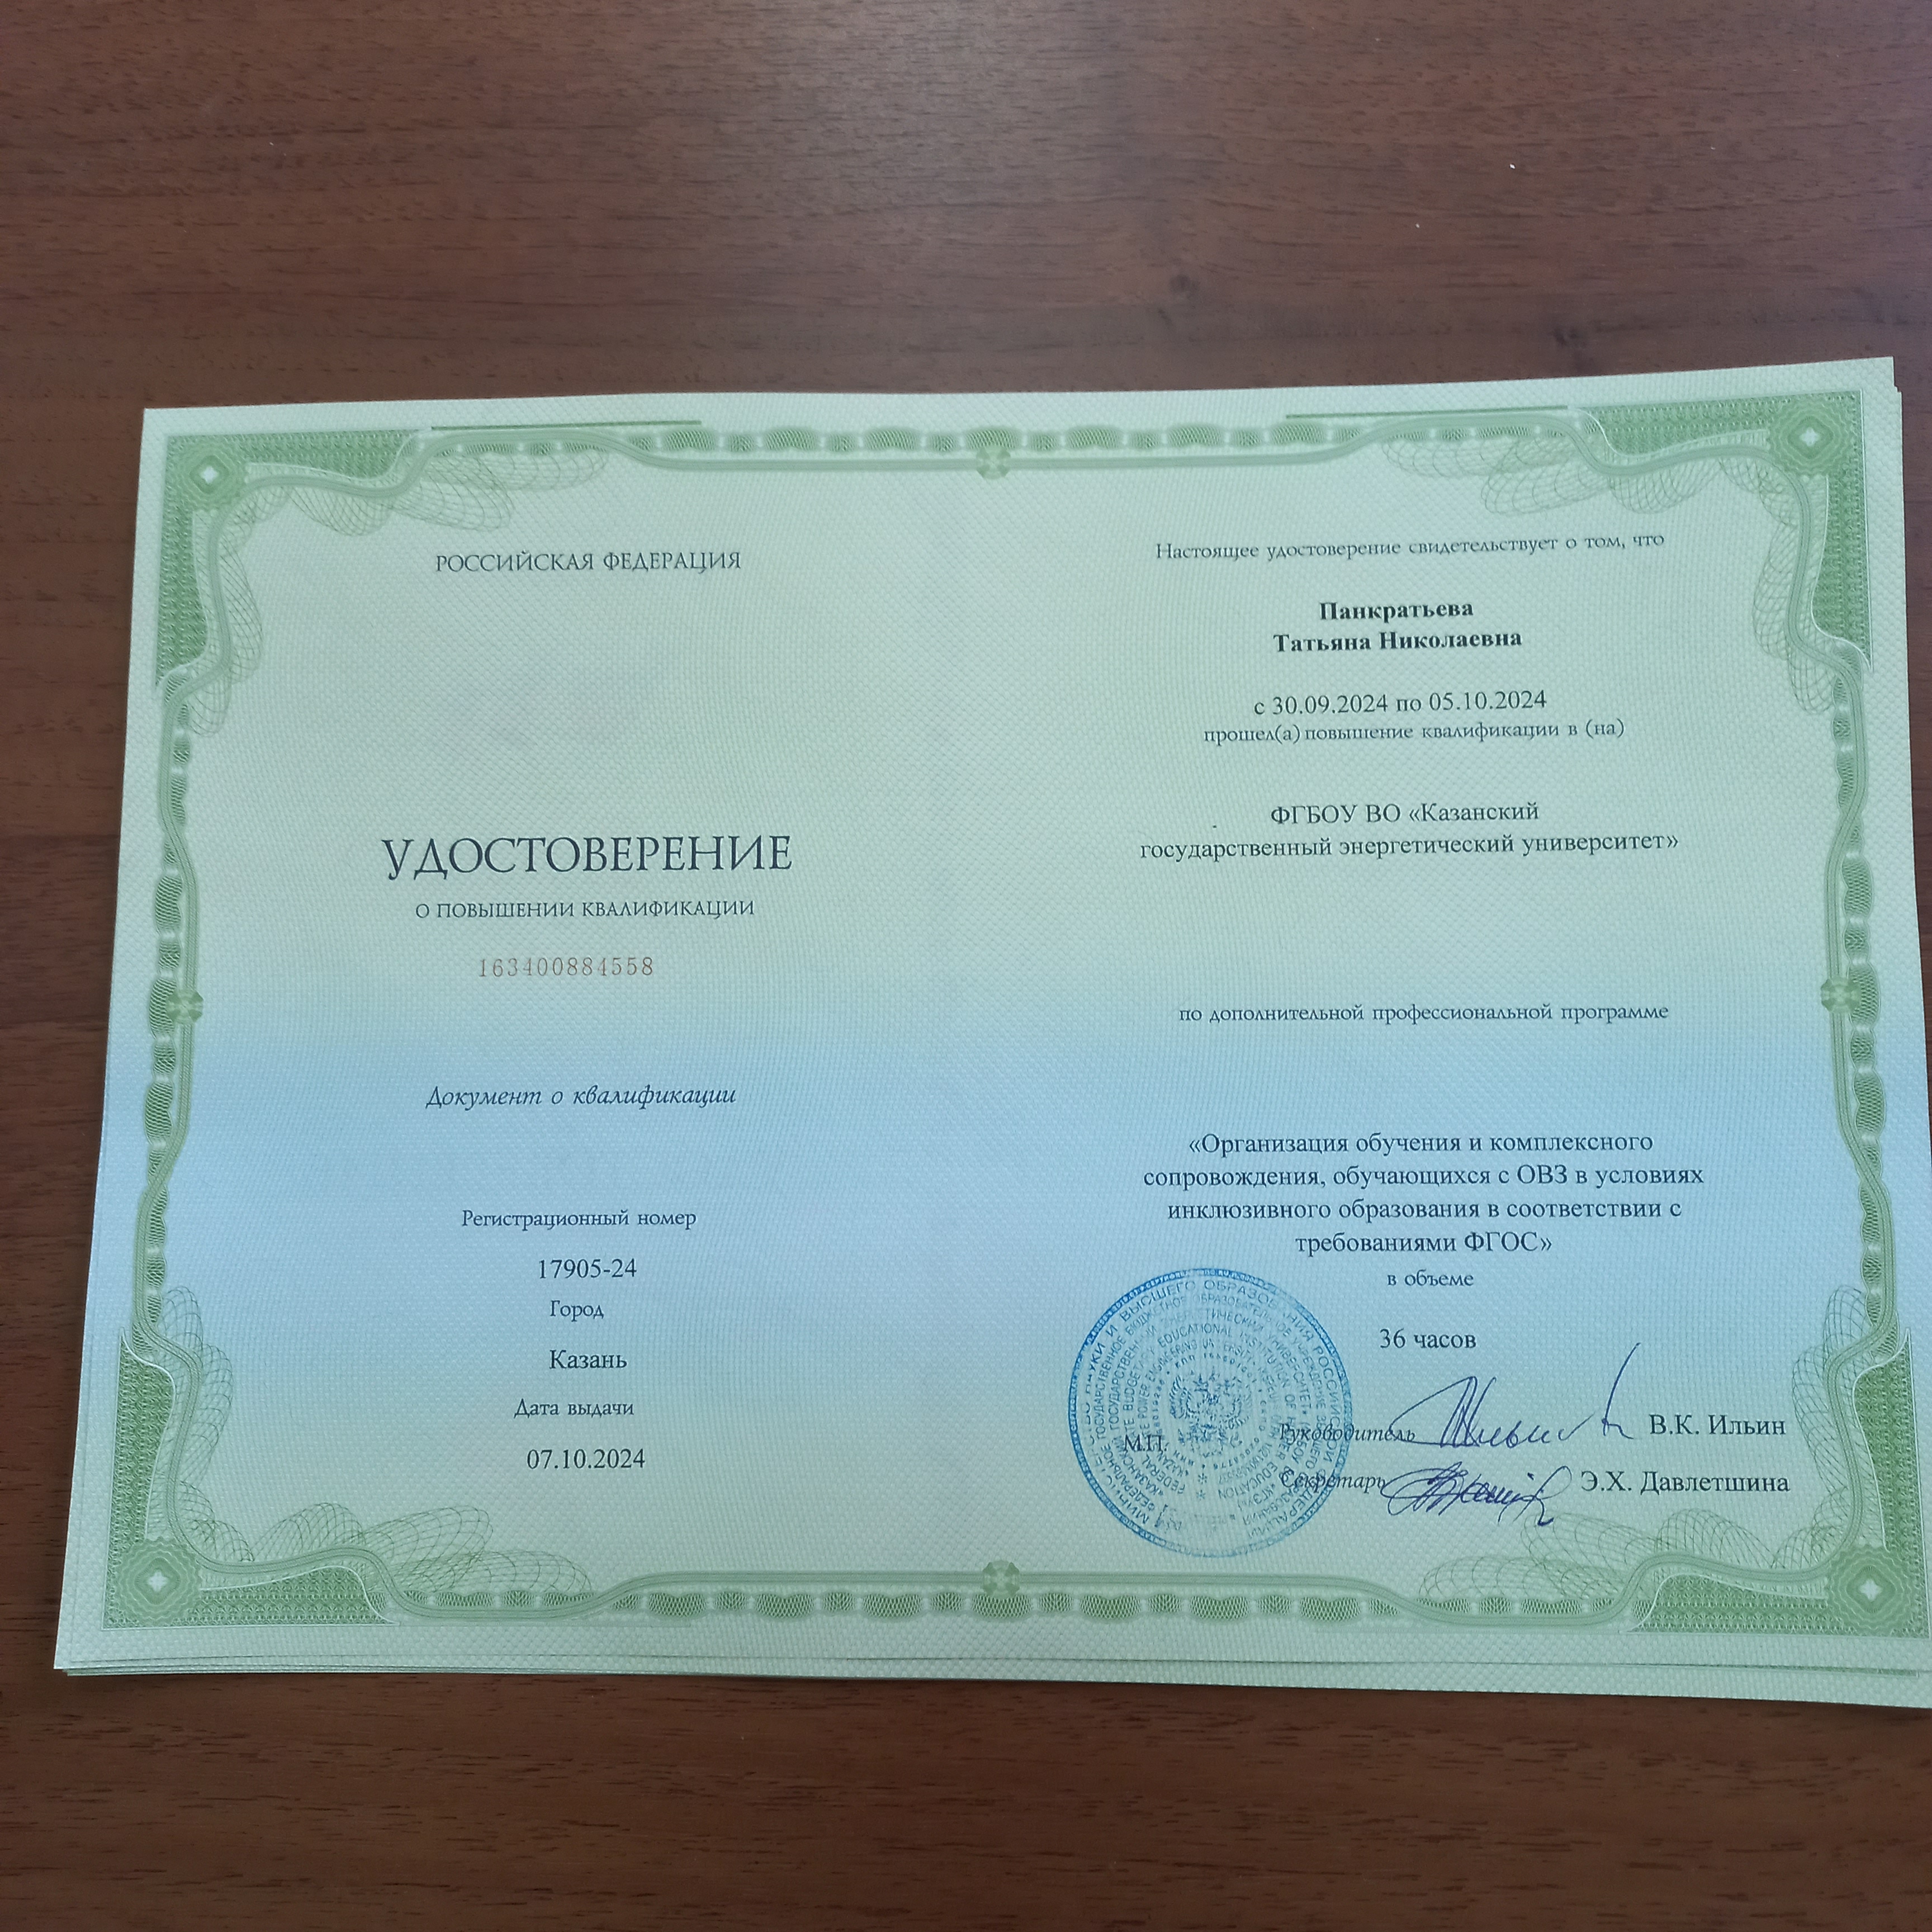 РОССИЙСКАЯ ФЕДЕРАЦИЯ
УДОСТОВЕРЕНИЕ
О ПОВЫШЕНИИ КВАЛИФИКАЦИИ
163400884558
Документ о квалификации
Регистрационный номер
17905-24
Город
Казань
Дата выдачи
07.10.2024
Настоящее удостоверение свидетельствует о том, что
Панкратьева
Татьяна Николаевна
с 30.09.2024 по 05.10.2024
прошел(а) повышение квалификации в (на)
ФГБОУ ВО «Казанский
государственный энергетический университет»
по дополнительной профессиональной программе
«Организация обучения и комплексного
сопровождения, обучающихся с ОВЗ в условиях
инклюзивного образования в соответствии с
требованиями ФГОС»
в объеме
36 часов
М.П.
Руководитель В.К. Ильин
Секретарь Э.Х. Давлетшина